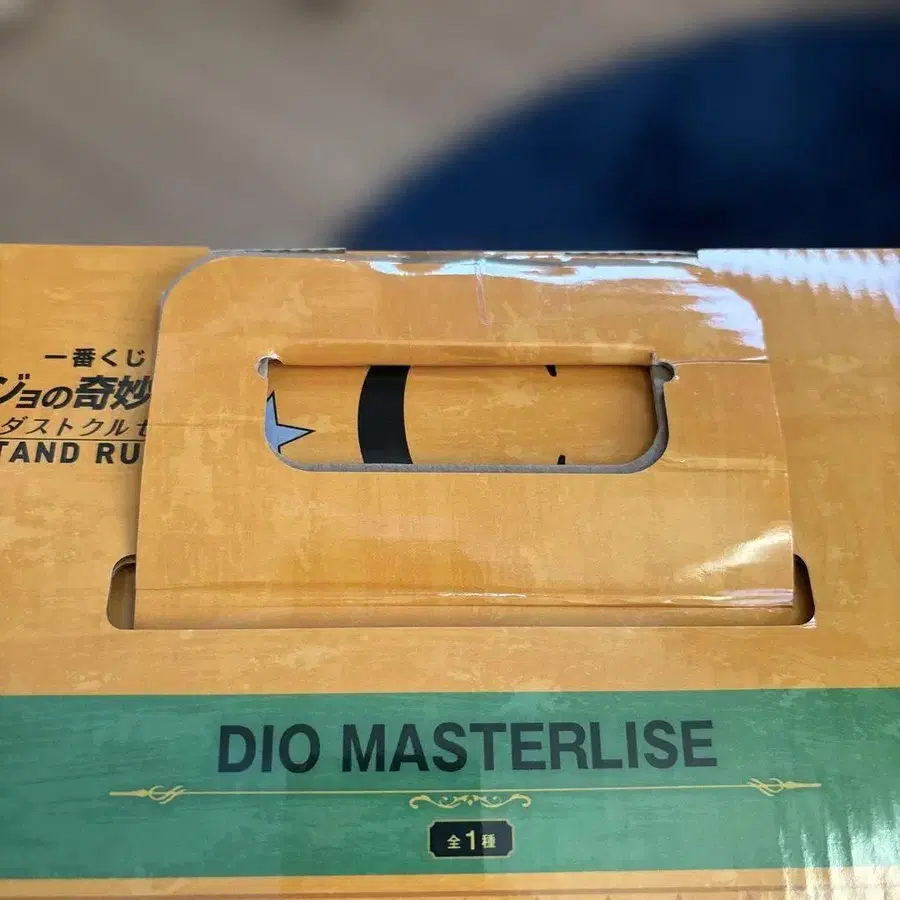 一番くじ
ジョの奇妙
ダストクルセ
TAND RU
DIO MASTERLISE
全1種